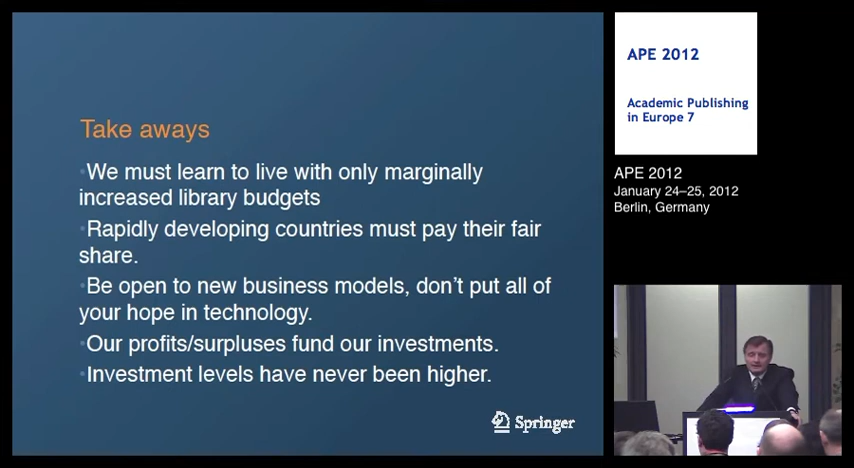 Take aways
•We must learn to live with only marginally
increased library budgets
•Rapidly developing countries must pay their fair
share.
•Be open to new business models, don't put all of
your hope in technology.
•Our profits/surpluses fund our investments.
•Investment levels have never been higher.
Springer
APE 2012
Academic Publishing
in Europe 7
APE 2012
January 24–25, 2012
Berlin, Germany